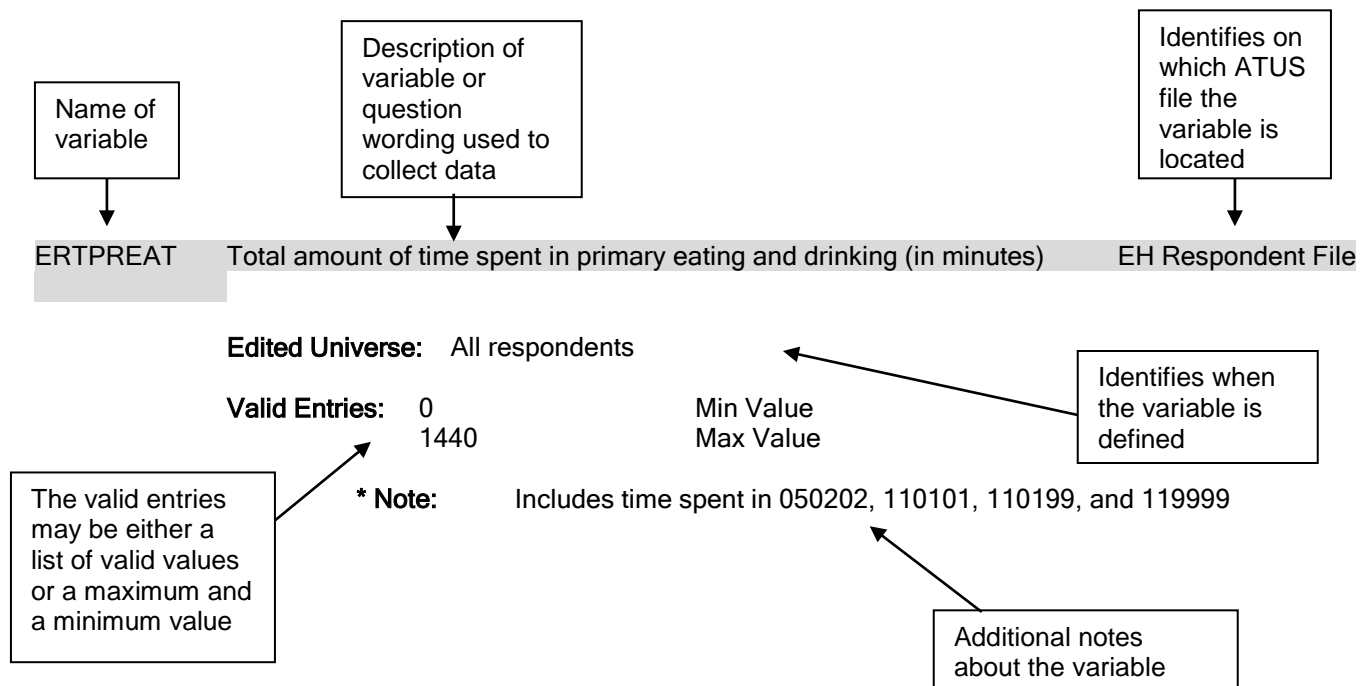 Name of
variable
Description of
variable or
question
wording used to
collect data
Identifies on
which ATUS
file the
variable is
located
ERTPREAT Total amount of time spent in primary eating and drinking (in minutes) EH Respondent File
Edited Universe: All respondents
Identifies when
the variable is
defined
Valid Entries: 0 Min Value
1440 Max Value
The valid entries
may be either a
list of valid values
or a maximum and
a minimum value
* Note: Includes time spent in 050202, 110101, 110199, and 119999
Additional notes
about the variable